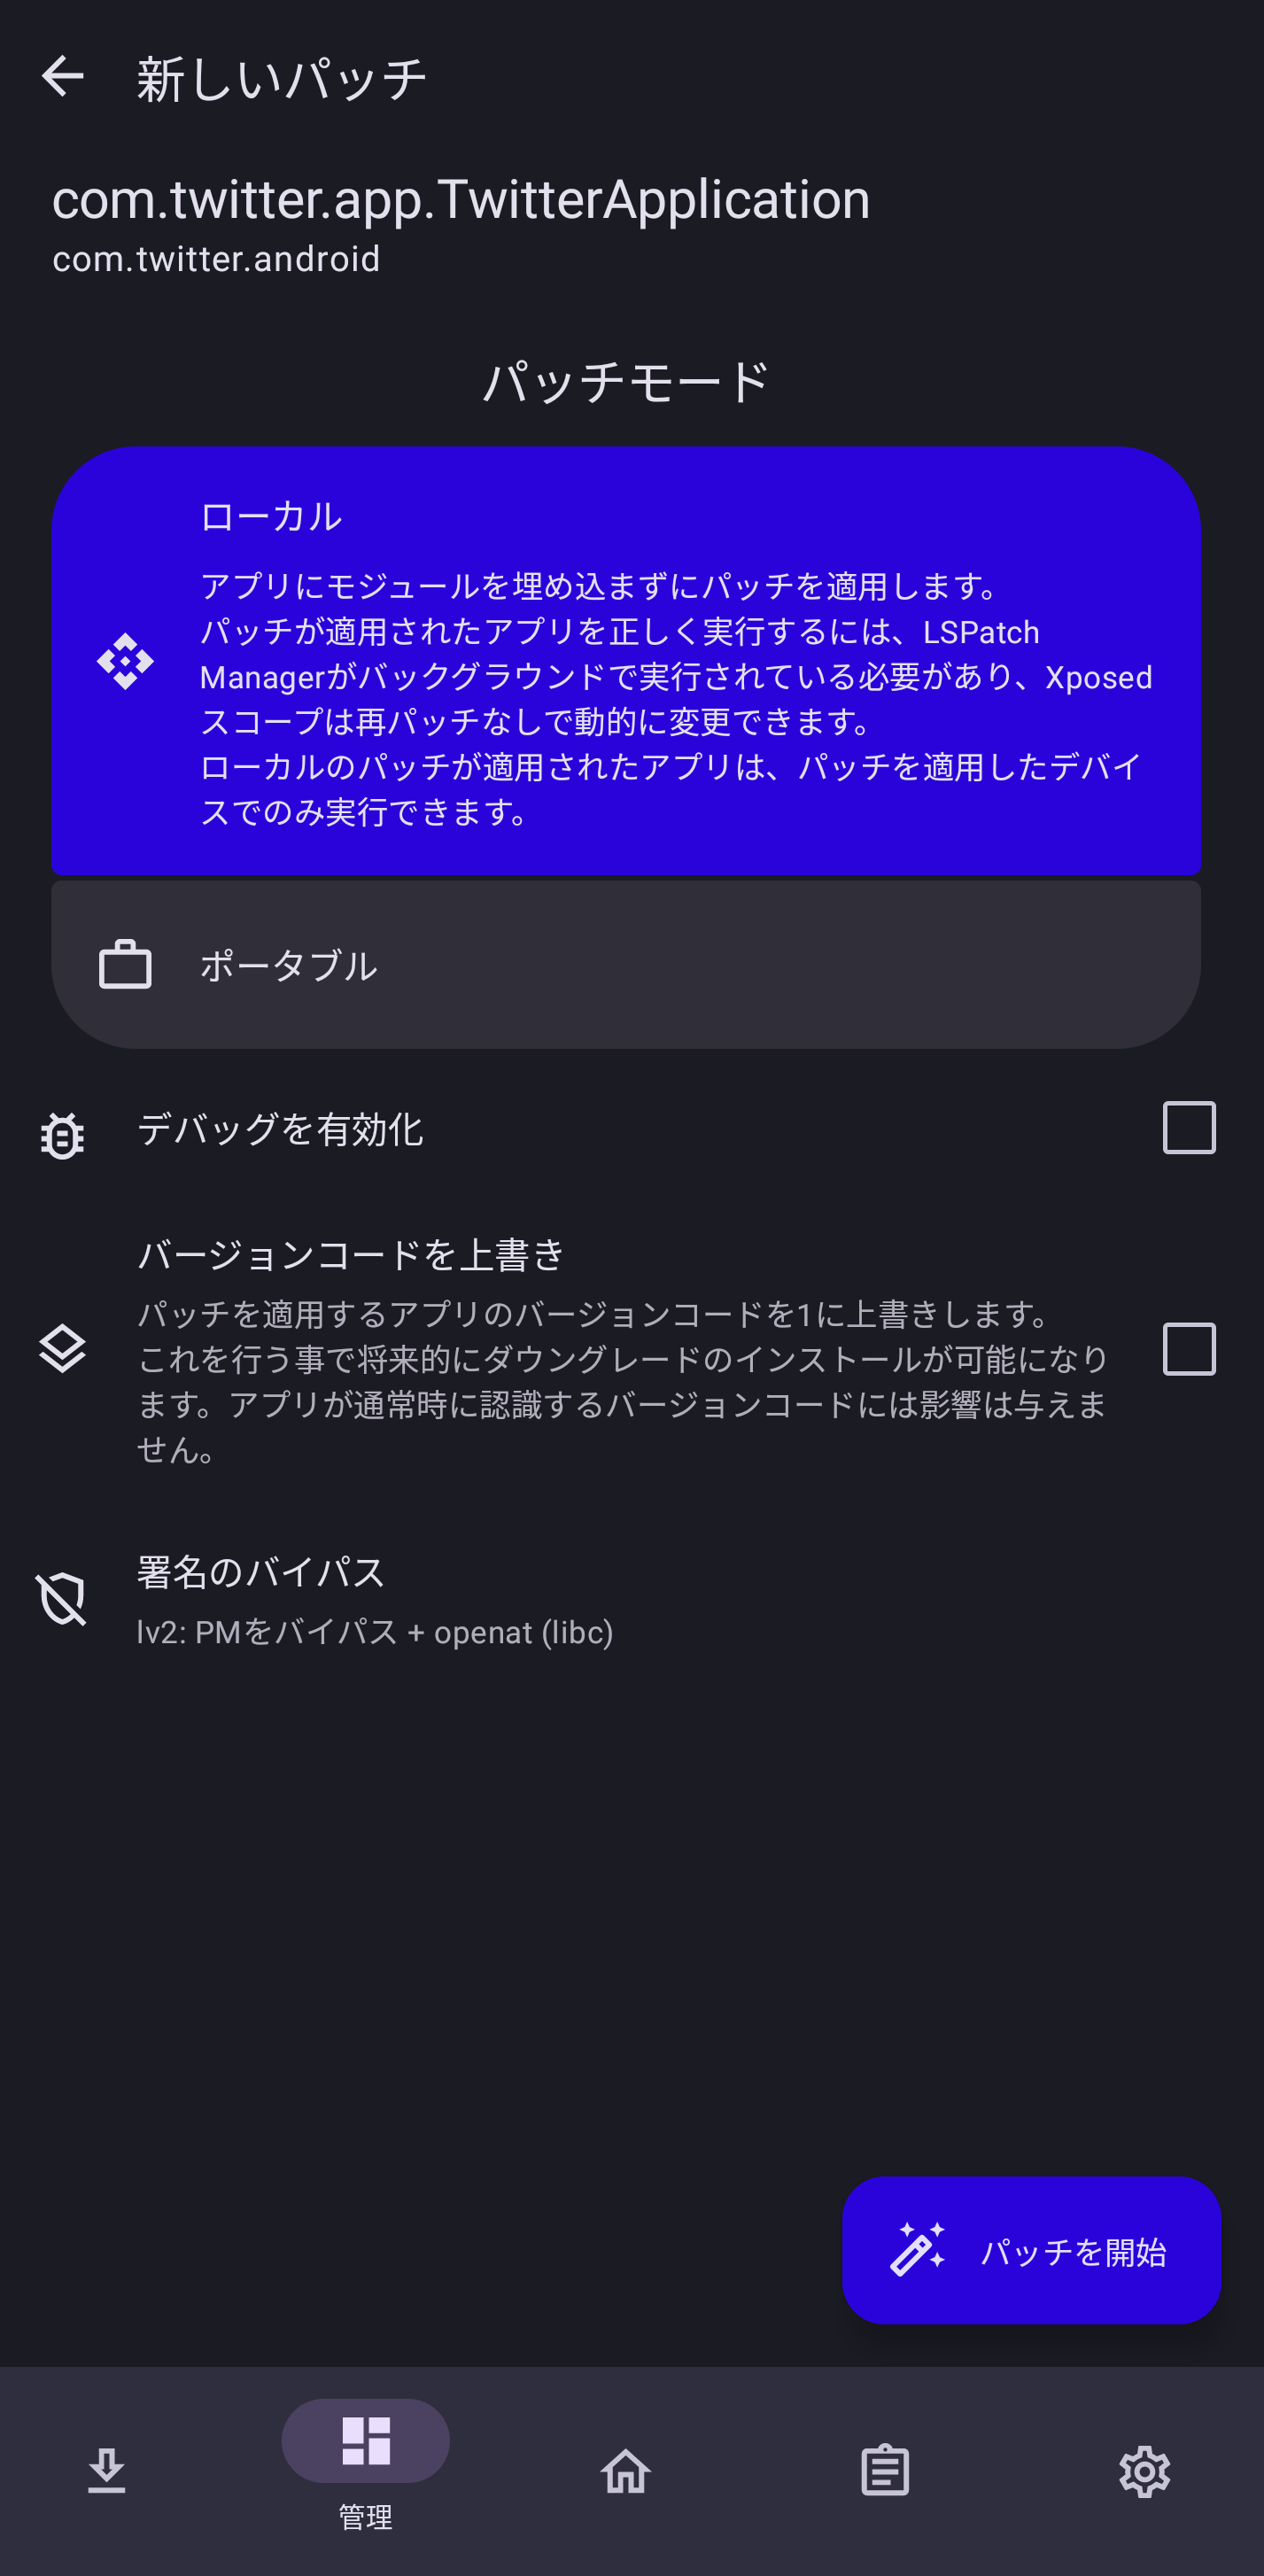 新しいパッチ
com.twitter.app.TwitterApplication
com.twitter.android
パッチモード
ローカル
アプリにモジュールを埋め込まずにパッチを適用します。
パッチが適用されたアプリを正しく実行するには、LSPatch
Managerがバックグラウンドで実行されている必要があり、Xposed
スコープは再パッチなしで動的に変更できます。
ローカルのパッチが適用されたアプリは、パッチを適用したデバイ
スでのみ実行できます。
ポータブル
デバッグを有効化
バージョンコードを上書き
パッチを適用するアプリのバージョンコードを1に上書きします。
これを行う事で将来的にダウングレードのインストールが可能になり
ます。アプリが通常時に認識するバージョンコードには影響は与えま
せん。
署名のバイパス
lv2: PMをバイパス + openat (libc)
パッチを開始
管理